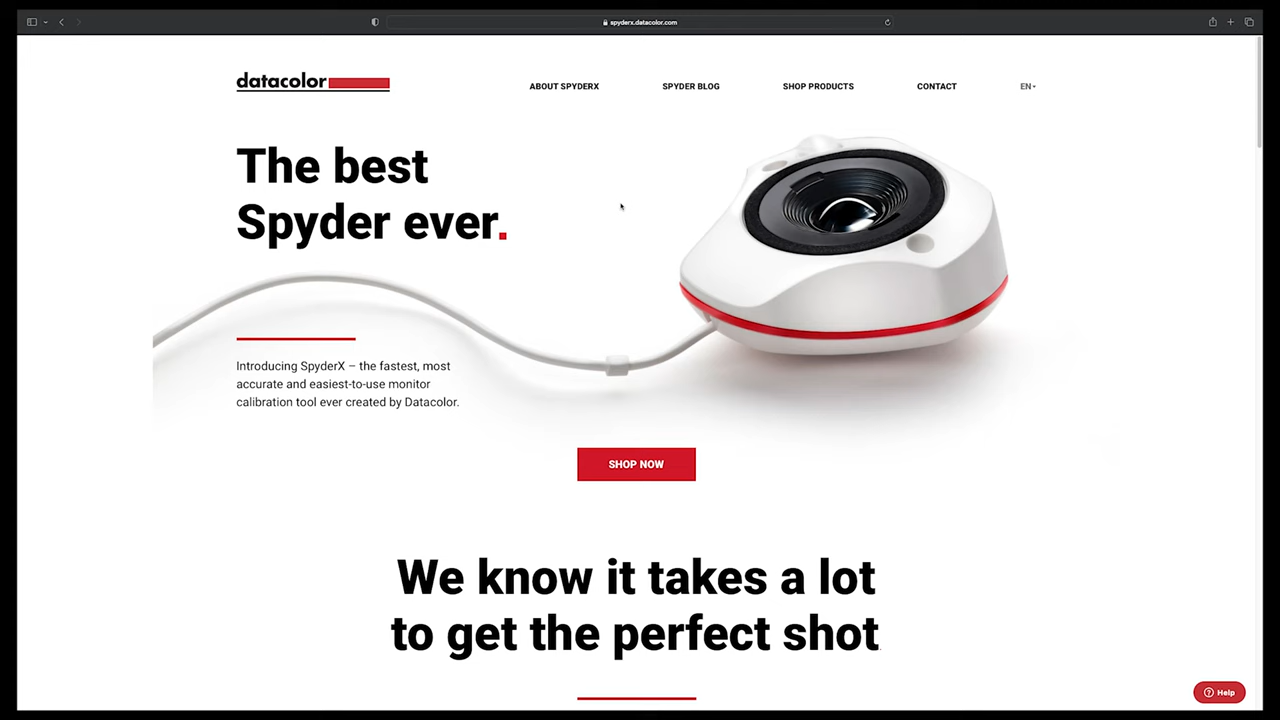 spyderx.datacolor.com
datacolor
ABOUT SPYDERX
SPYDER BLOG
SHOP PRODUCTS
CONTACT
EN
The best
Spyder ever.
Introducing SpyderX – the fastest, most
accurate and easiest-to-use monitor
calibration tool ever created by Datacolor.
SHOP NOW
We know it takes a lot
to get the perfect shot
Help